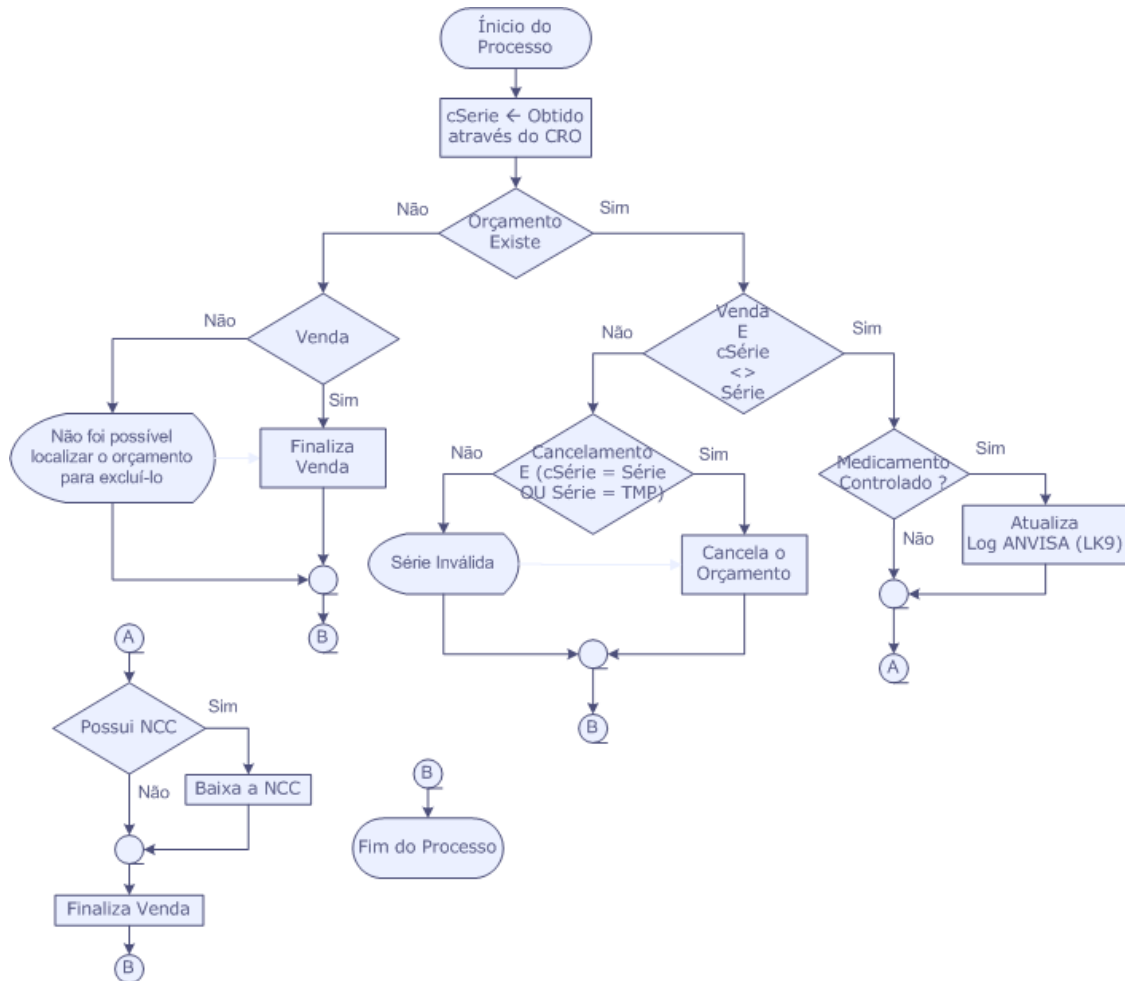 Ínicio do
Processo
cSerie ← Obtido
através do CRO
Não
Sim
Orçamento
Existe
Não
Venda
Sim
Não foi possível
localizar o orçamento
para excluí-lo
Finaliza
Venda
B
Venda
E
cSérie
<>
Série
Não
Sim
Cancelamento
E (cSérie = Série
OU Série = TMP)
Não
Sim
Série Inválida
Cancela o
Orçamento
B
Medicamento
Controlado ?
Sim
Não
Atualiza
Log ANVISA (LK9)
A
A
Possui NCC
Sim
Não
Baixa a NCC
Finaliza Venda
B
B
Fim do Processo